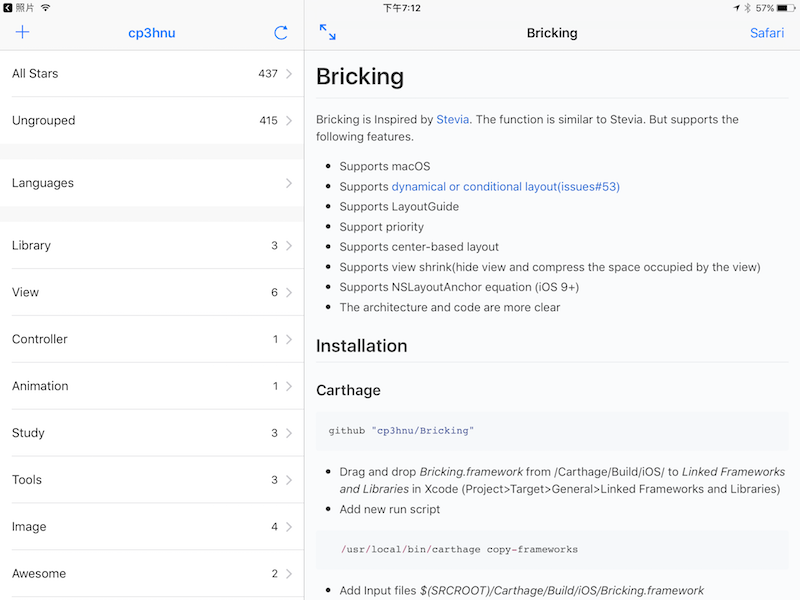 照片
下午7:12
57%
cp3hnu
All Stars 437
Ungrouped 415
Languages
Library 3
View 6
Controller 1
Animation 1
Study 3
Tools 3
Image 4
Awesome 2
Bricking
Safari
Bricking
Bricking is Inspired by Stevia. The function is similar to Stevia. But supports the
following features.
Supports macOS
Supports dynamical or conditional layout(issues#53)
Supports LayoutGuide
Support priority
Supports center-based layout
Supports view shrink(hide view and compress the space occupied by the view)
Supports NSLayoutAnchor equation (iOS 9+)
The architecture and code are more clear
Installation
Carthage
github "cp3hnu/Bricking"
Drag and drop Bricking.framework from /Carthage/Build/iOS/ to Linked Frameworks
and Libraries in Xcode (Project>Target>General>Linked Frameworks and Libraries)
Add new run script
/usr/local/bin/carthage copy-frameworks
Add Input files $(SRCROOT)/Carthage/Build/iOS/Bricking.framework